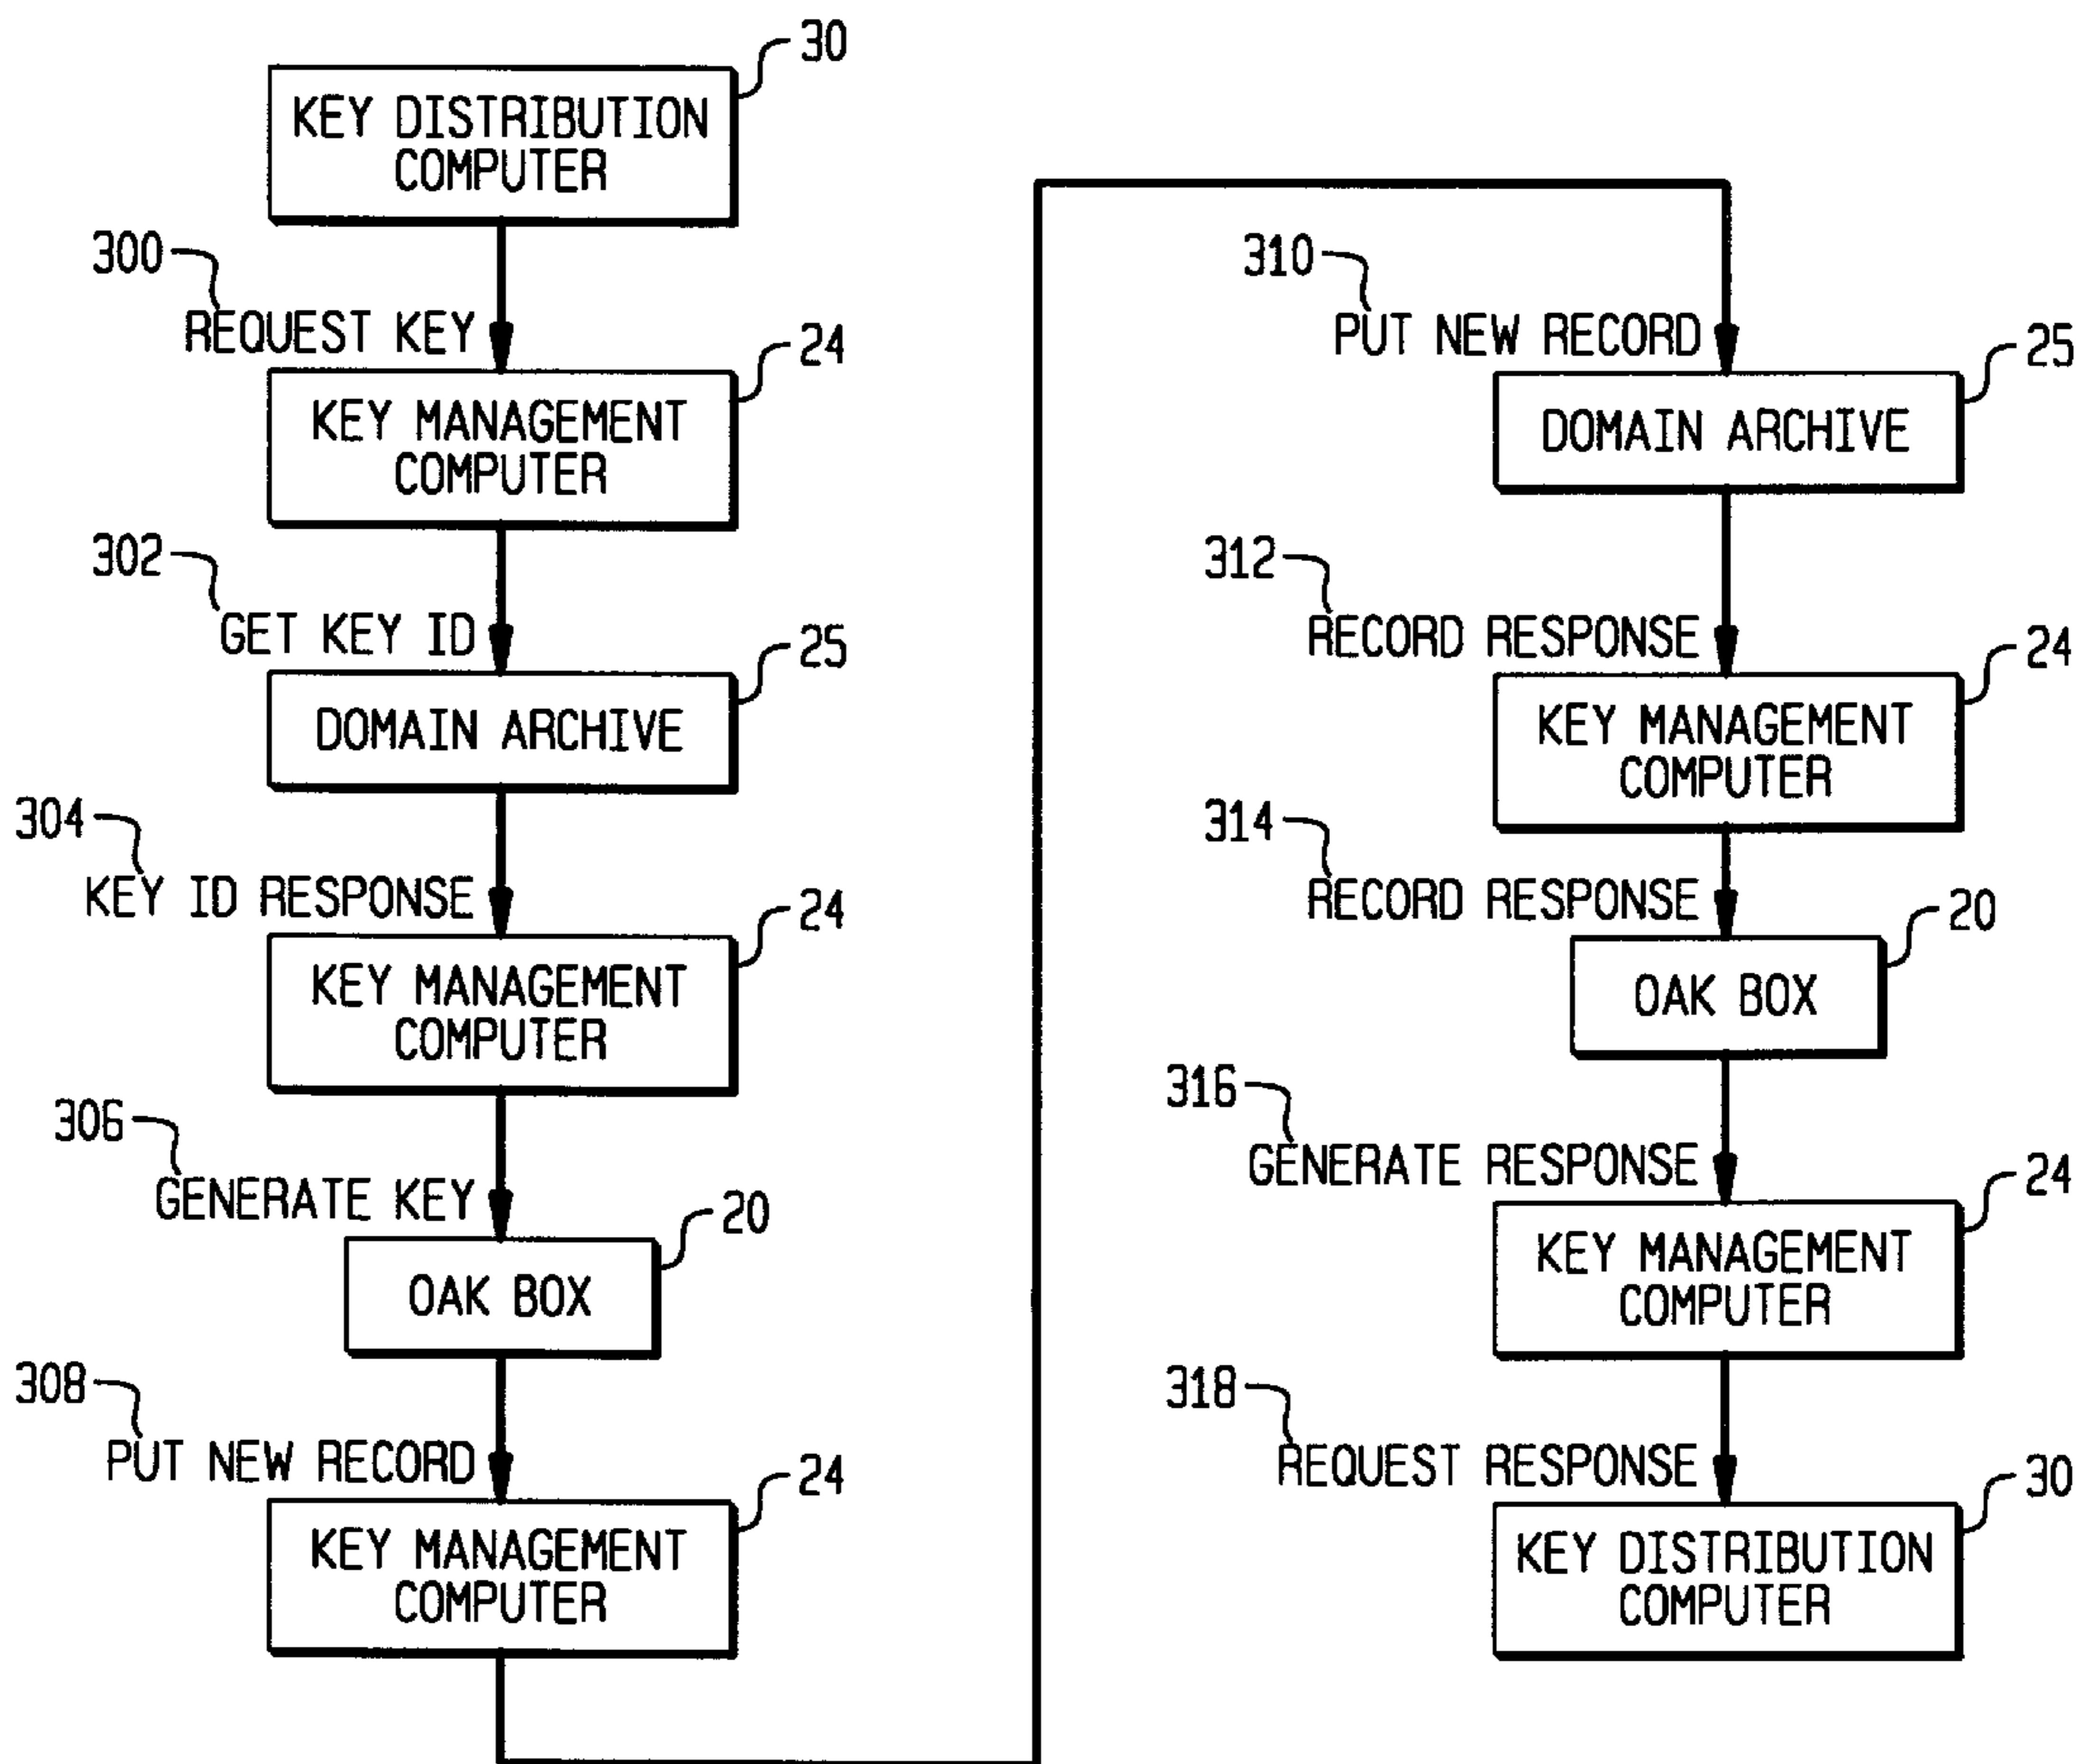 30
KEY DISTRIBUTION
COMPUTER
300
REQUEST KEY
24
KEY MANAGEMENT
COMPUTER
302
GET KEY ID
25
DOMAIN ARCHIVE
304
KEY ID RESPONSE
24
KEY MANAGEMENT
COMPUTER
306
GENERATE KEY
20
OAK BOX
308
PUT NEW RECORD
24
KEY MANAGEMENT
COMPUTER
310
PUT NEW RECORD
25
DOMAIN ARCHIVE
312
RECORD RESPONSE
24
KEY MANAGEMENT
COMPUTER
314
RECORD RESPONSE
20
OAK BOX
316
GENERATE RESPONSE
24
KEY MANAGEMENT
COMPUTER
318
REQUEST RESPONSE
30
KEY DISTRIBUTION
COMPUTER